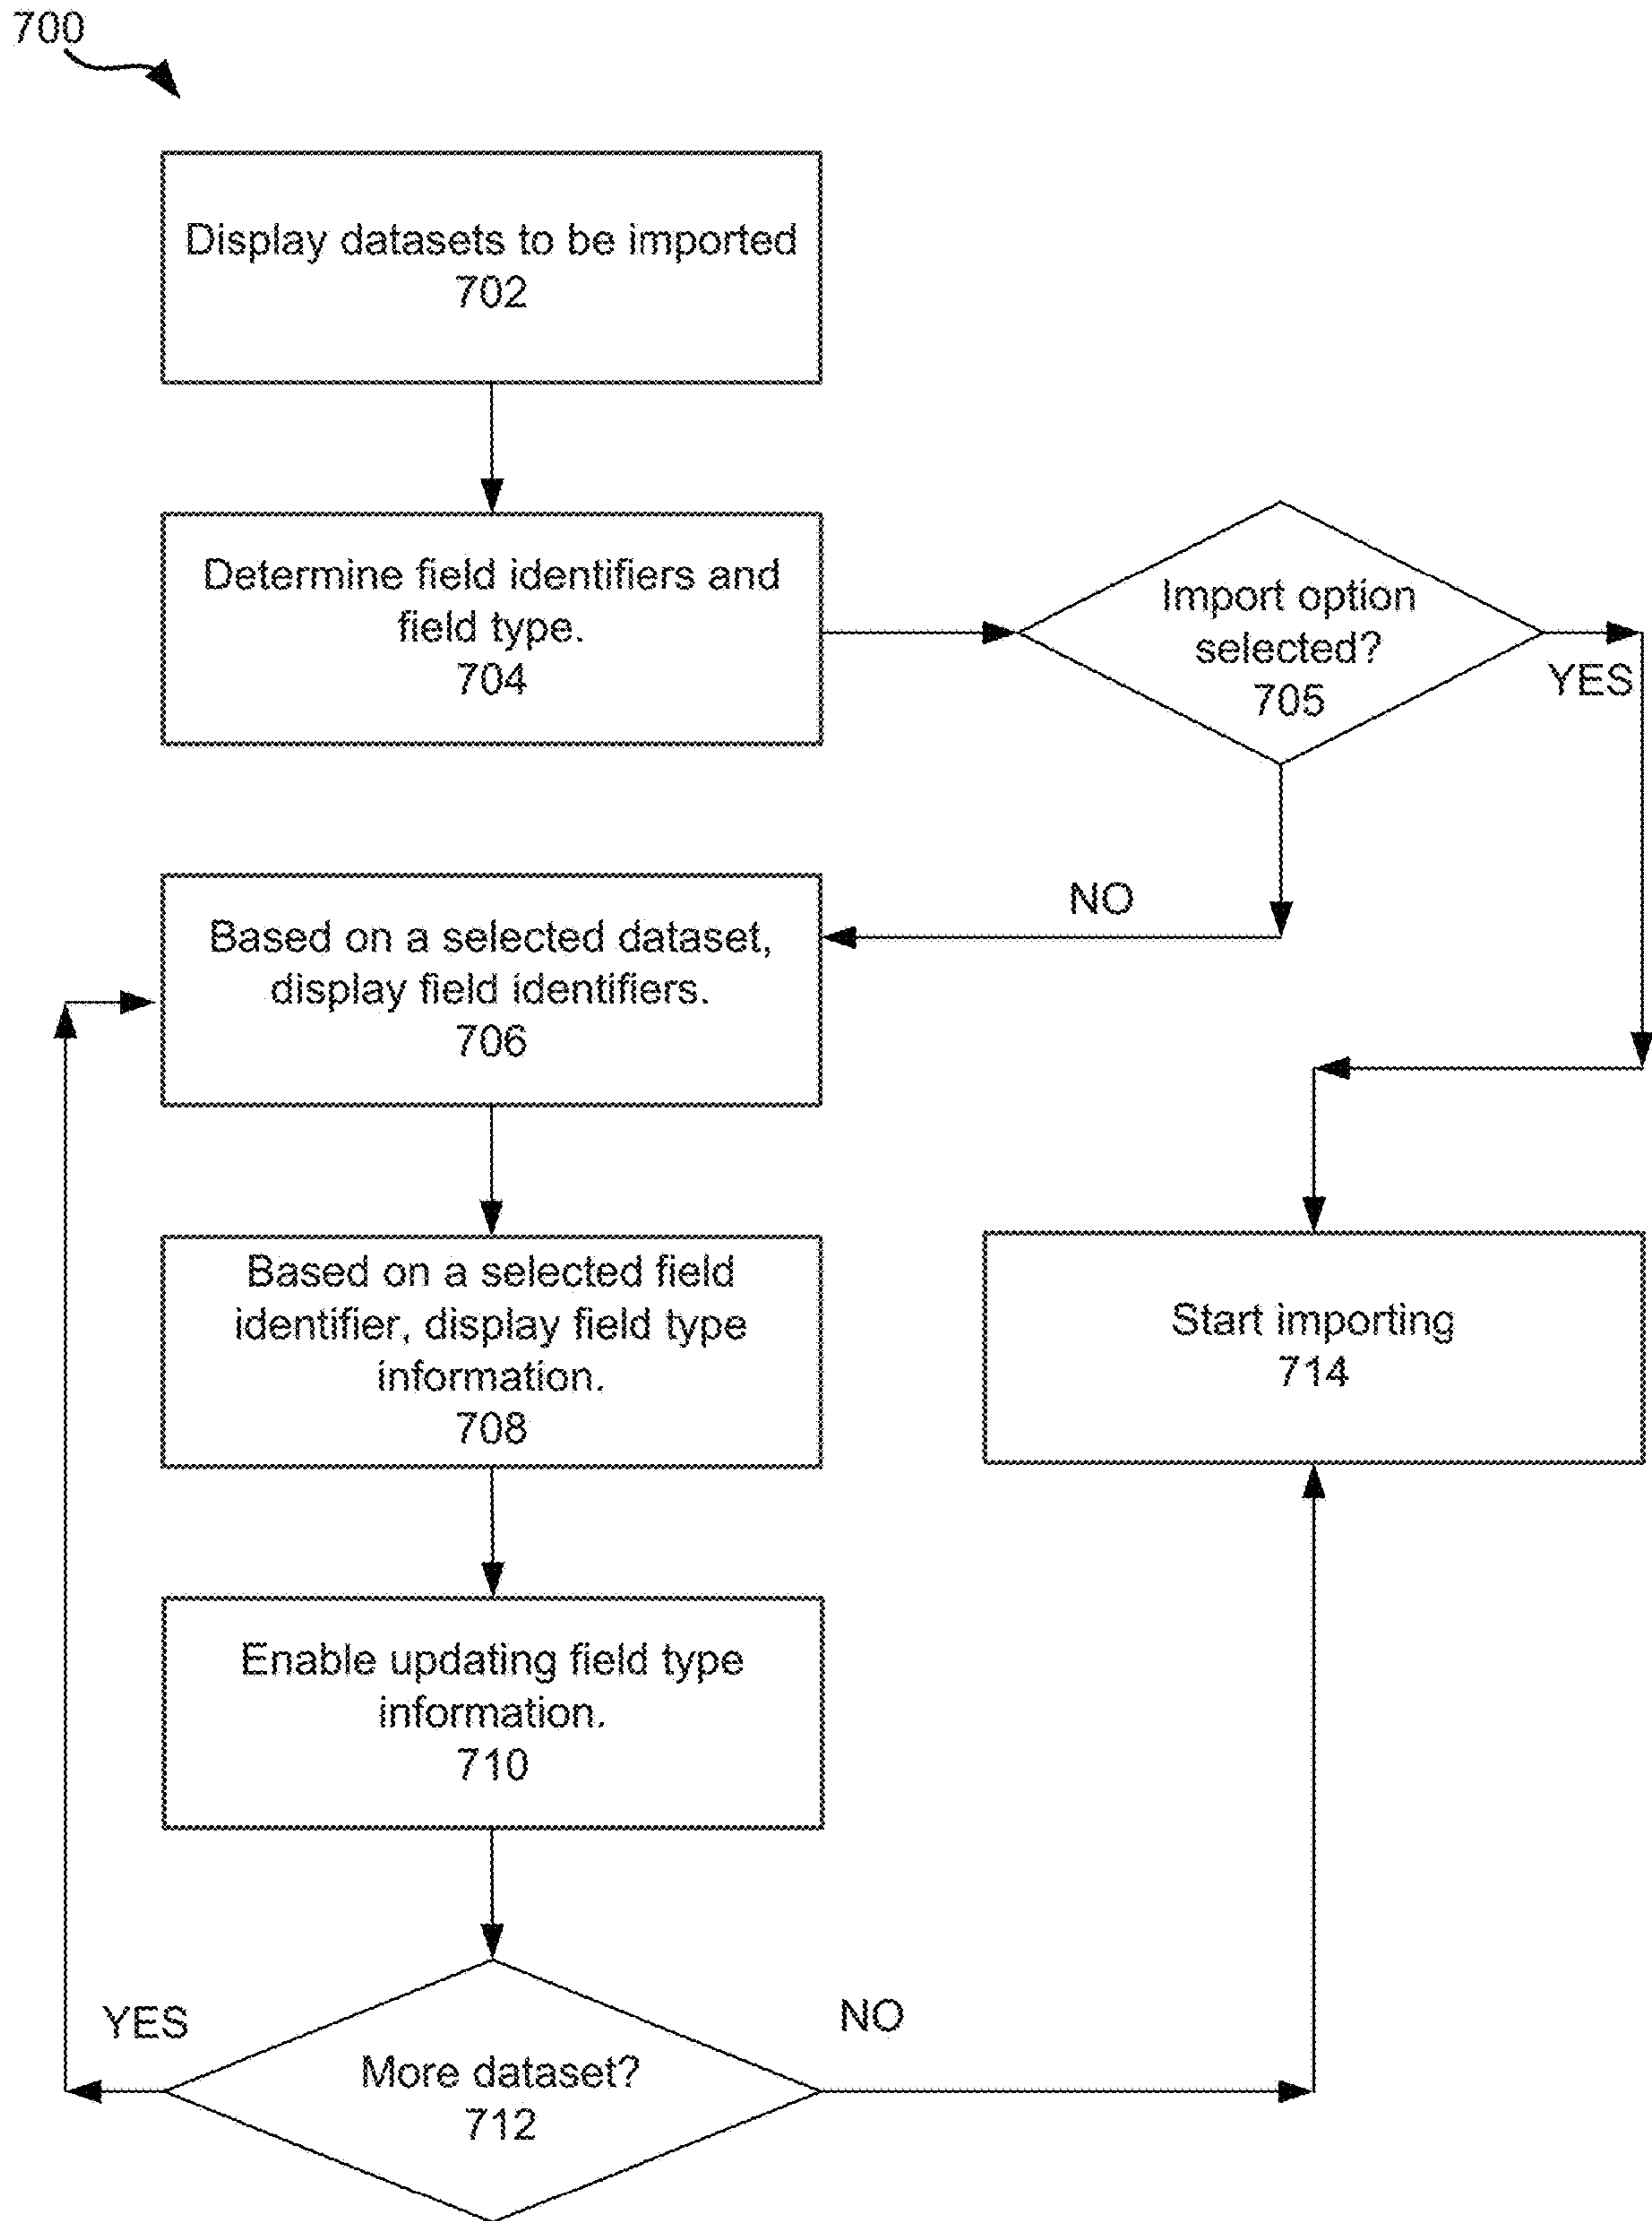 700
Display datasets to be imported
702
Determine field identifiers and
field type.
704
Import option
selected?
705
YES
NO
Based on a selected dataset,
display field identifiers.
706
Based on a selected field
identifier, display field type
information.
708
Start importing
714
Enable updating field type
information.
710
YES
NO
More dataset?
712